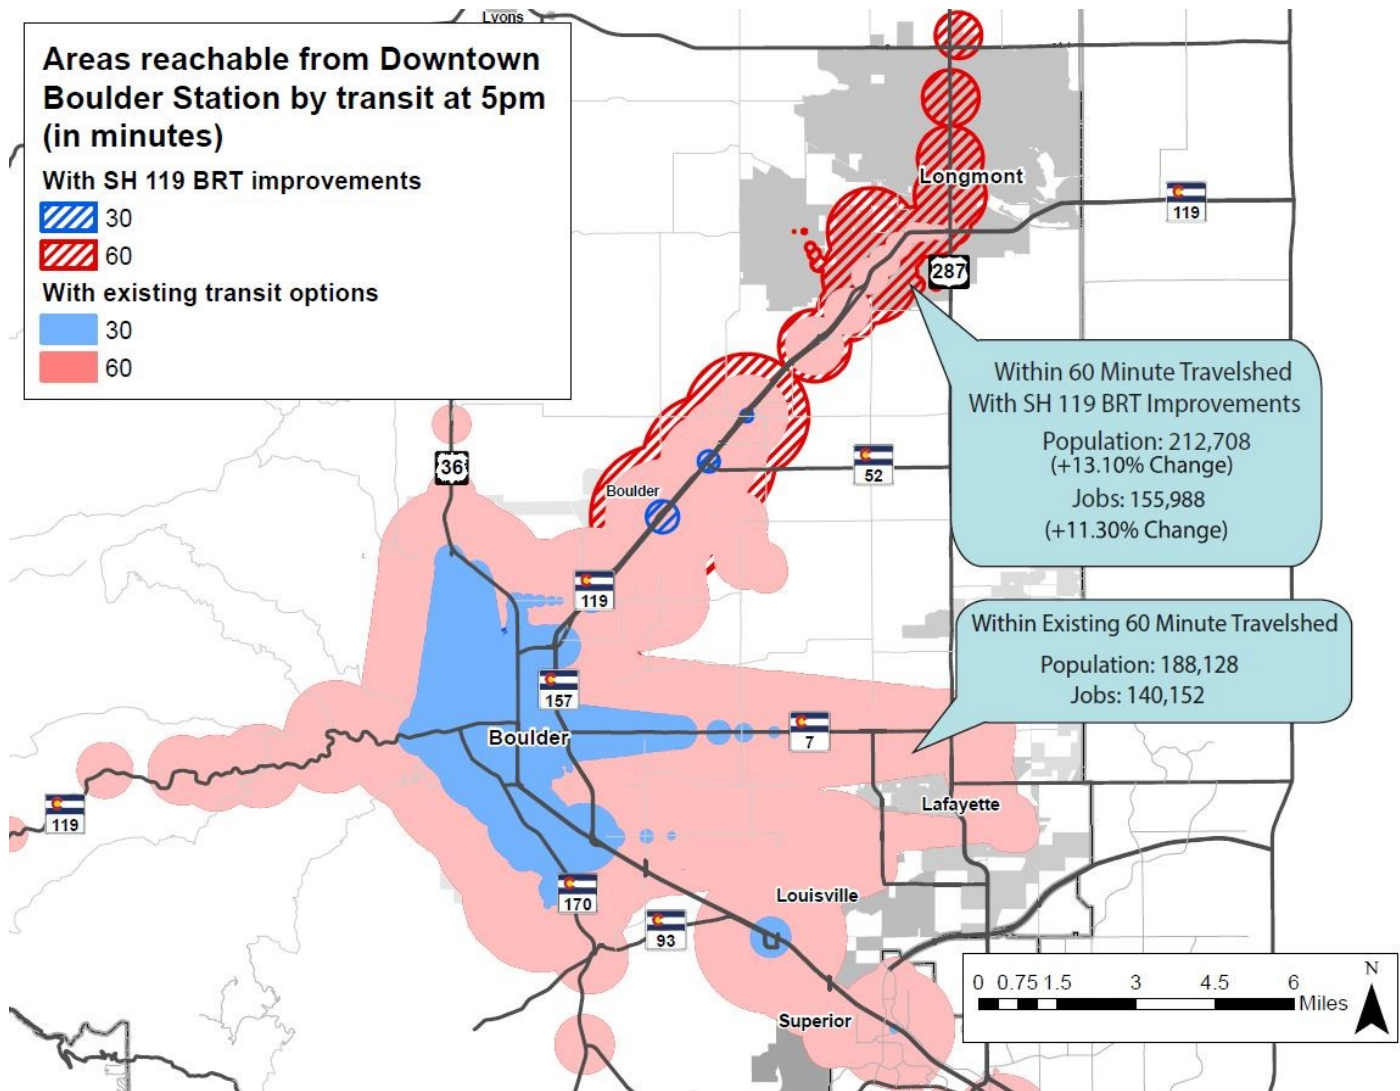 Lyons
Areas reachable from Downtown
Boulder Station by transit at 5pm
(in minutes)
With SH 119 BRT improvements
30
60
With existing transit options
30
60
Longmont
119
287
Within 60 Minute Travelshed
With SH 119 BRT Improvements
Population: 212,708
(+13.10% Change)
Jobs: 155,988
(+11.30% Change)
36
52
Boulder
119
Within Existing 60 Minute Travelshed
Population: 188,128
Jobs: 140,152
157
Boulder
7
119
Lafayette
Louisville
170
93
Superior
0 0.75 1.5 3 4.5 6
Miles
N